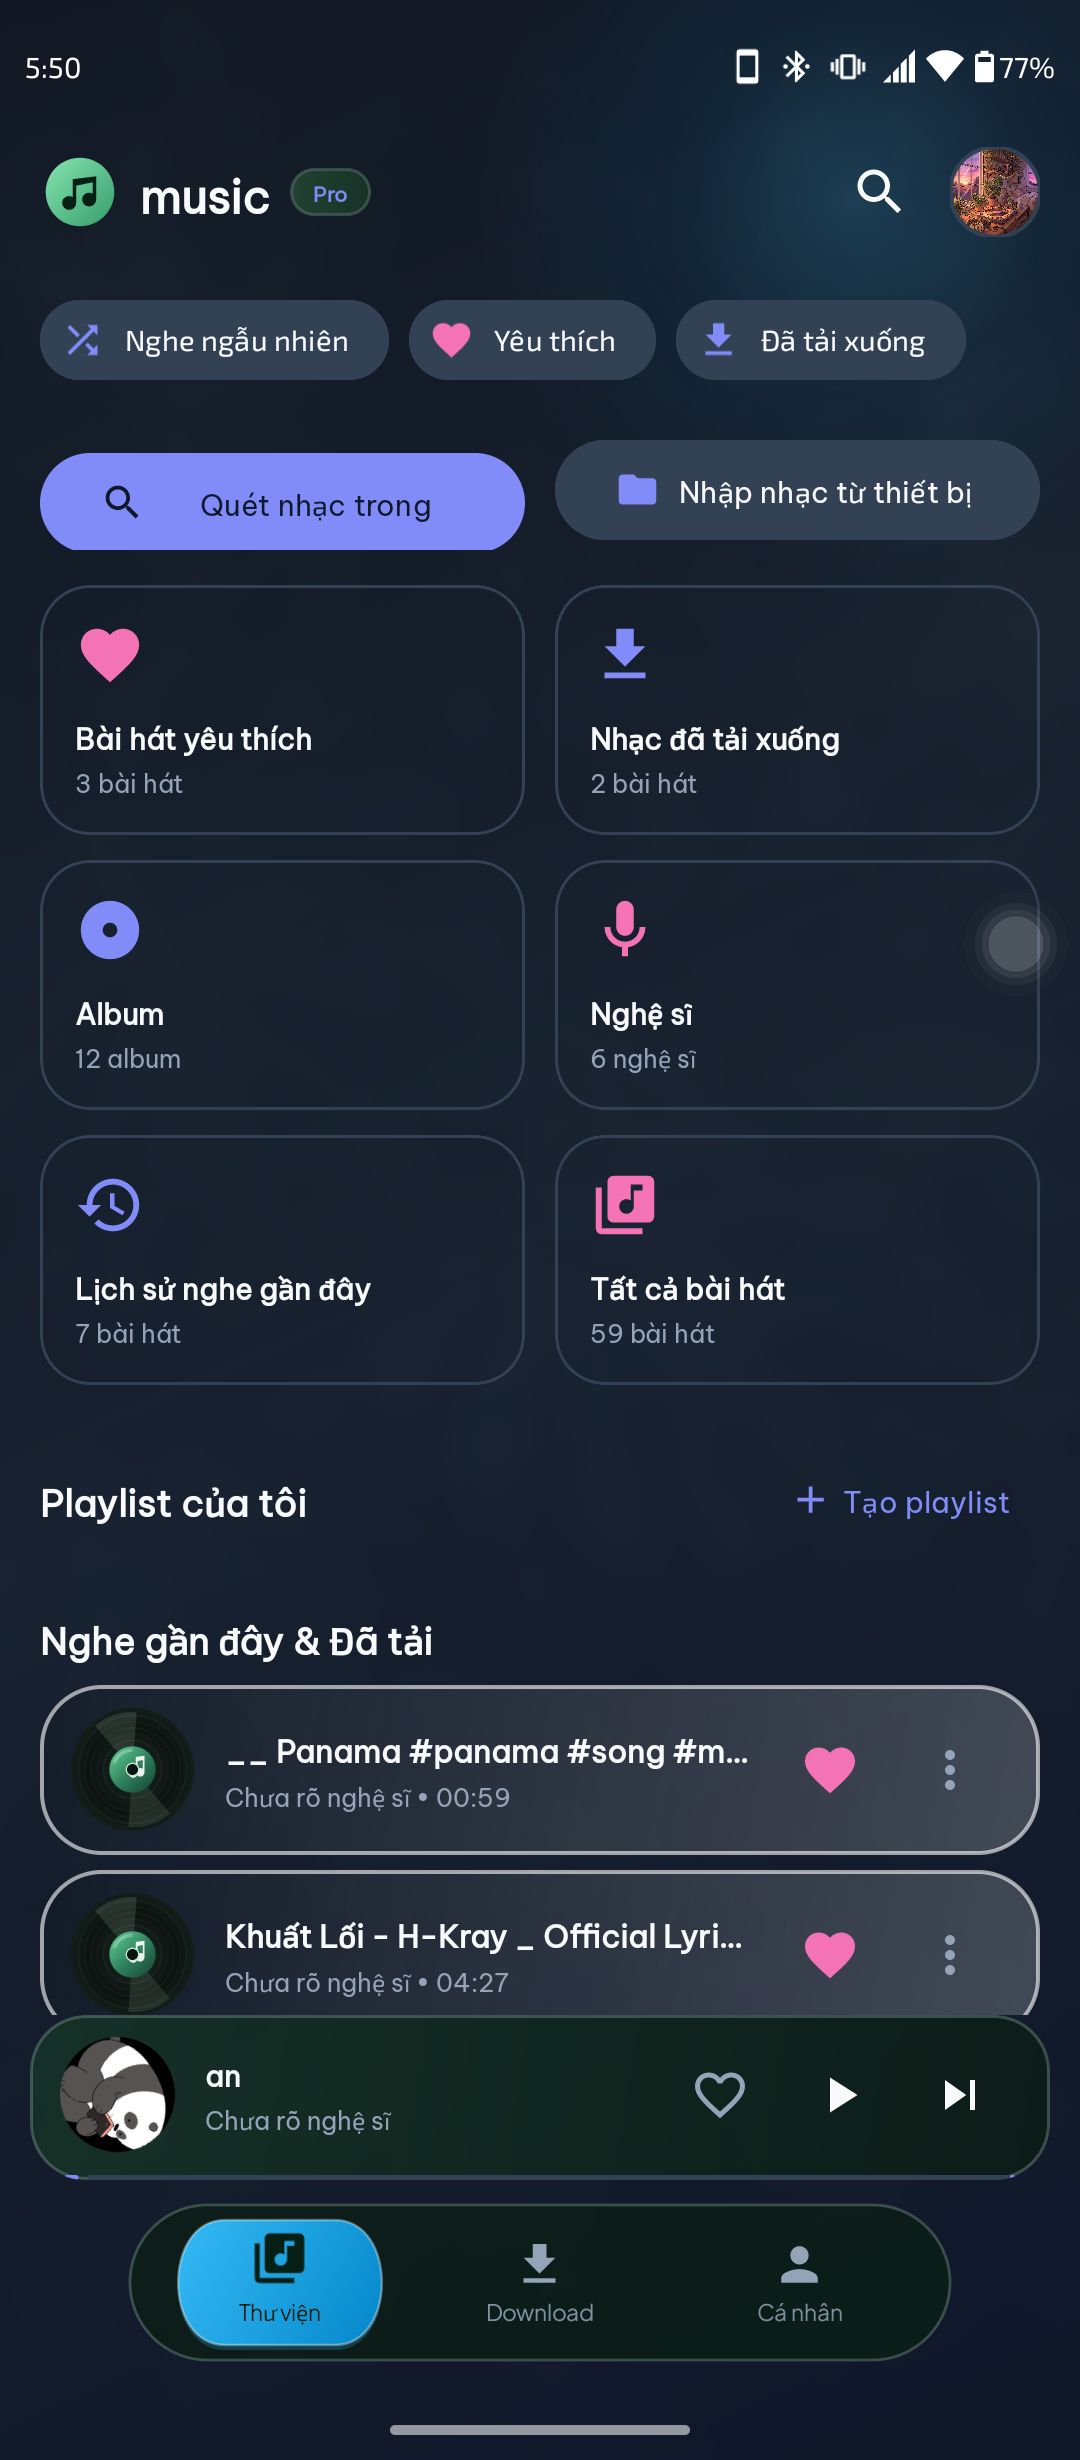 5:50
77%
music
Pro
Nghe ngẫu nhiên
Yêu thích
Đã tải xuống
Quét nhạc trong
Nhập nhạc từ thiết bị
Bài hát yêu thích
3 bài hát
Nhạc đã tải xuống
2 bài hát
Album
12 album
Nghệ sĩ
6 nghệ sĩ
Lịch sử nghe gần đây
7 bài hát
Tất cả bài hát
59 bài hát
Playlist của tôi
+ Tạo playlist
Nghe gần đây & Đã tải
__ Panama #panama #song #m...
Chưa rõ nghệ sĩ • 00:59
Khuất Lối - H-Kray _ Official Lyri...
Chưa rõ nghệ sĩ • 04:27
an
Chưa rõ nghệ sĩ
Thư viện
Download
Cá nhân